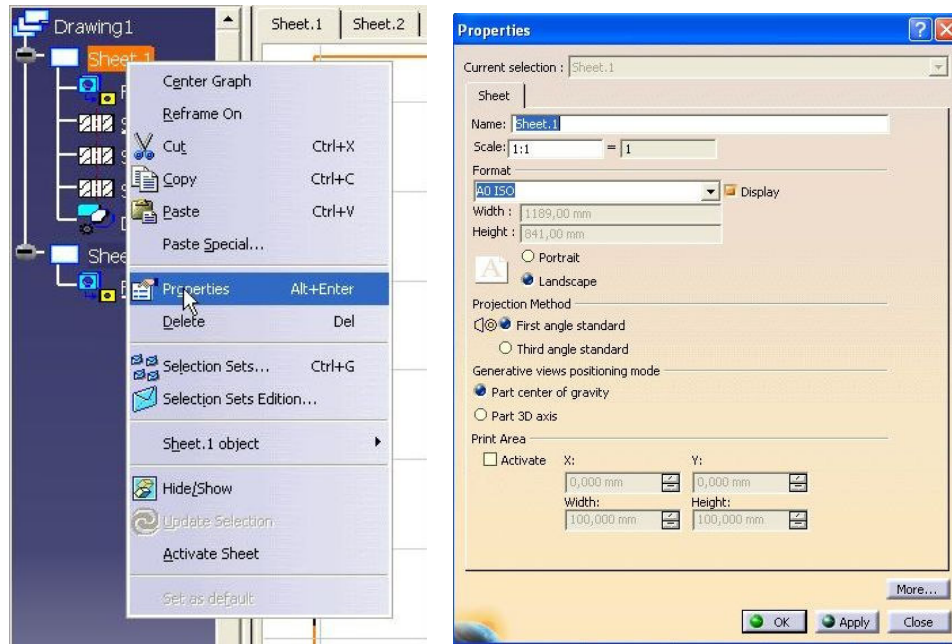 Drawing1
Sheet.1 Sheet.2
Sheet.1
Center Graph
Reframe On
Cut Ctrl+X
Copy Ctrl+C
Paste Ctrl+V
Paste Special...
Shee
Properties Alt+Enter
Delete Del
Selection Sets... Ctrl+G
Selection Sets Edition...
Sheet.1 object
Hide/Show
Update Selection
Activate Sheet
Set as default
Properties
Current selection : Sheet.1
Sheet
Name: Sheet.1
Scale: 1:1 = 1
Format
A0 ISO Display
Width : 1189,00 mm
Height : 841,00 mm
A Portrait
Landscape
Projection Method
First angle standard
Third angle standard
Generative views positioning mode
Part center of gravity
Part 3D axis
Print Area
Activate X: Y:
0,000 mm 0,000 mm
Width: Height:
100,000 mm 100,000 mm
More...
OK Apply Close